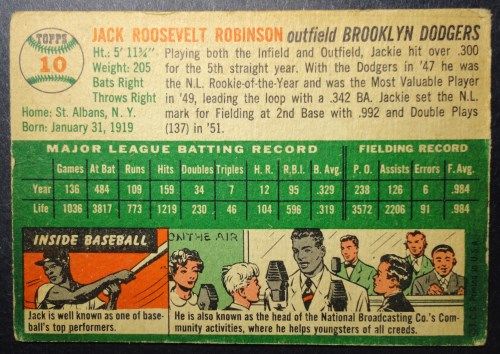 TOPPS
10
JACK ROOSEVELT ROBINSON outfield BROOKLYN DODGERS
Ht.: 5' 11¾"
Weight: 205
Bats Right
Throws Right
Home: St. Albans, N. Y.
Born: January 31, 1919
Playing both the Infield and Outfield, Jackie hit over .300
for the 5th straight year. With the Dodgers in '47 he was
the N.L. Rookie-of-the-Year and was the Most Valuable Player
in '49, leading the loop with a .342 BA. Jackie set the N.L.
mark for Fielding at 2nd Base with .992 and Double Plays
(137) in '51.
MAJOR LEAGUE BATTING RECORD FIELDING RECORD
Games At Bat Runs Hits Doubles Triples H. R. R.B.I. B. Avg. P. O. Assists Errors F. Avg.
Year 136 484 109 159 34 7 12 95 .329 238 126 6 .984
Life 1036 3817 773 1219 230 46 104 596 .319 3572 2206 91 .984
INSIDE BASEBALL
ON THE AIR
Jack is well known as one of base-
ball's top performers.
He is also known as the head of the National Broadcasting Co.'s Com-
munity activities, where he helps youngsters of all creeds.